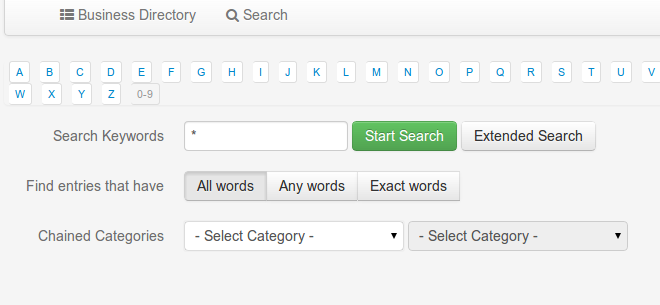 Business Directory Search
A B C D E F G H I J K L M N O P Q R S T U V
W X Y Z 0-9
Search Keywords * Start Search Extended Search
Find entries that have All words Any words Exact words
Chained Categories - Select Category - - Select Category -